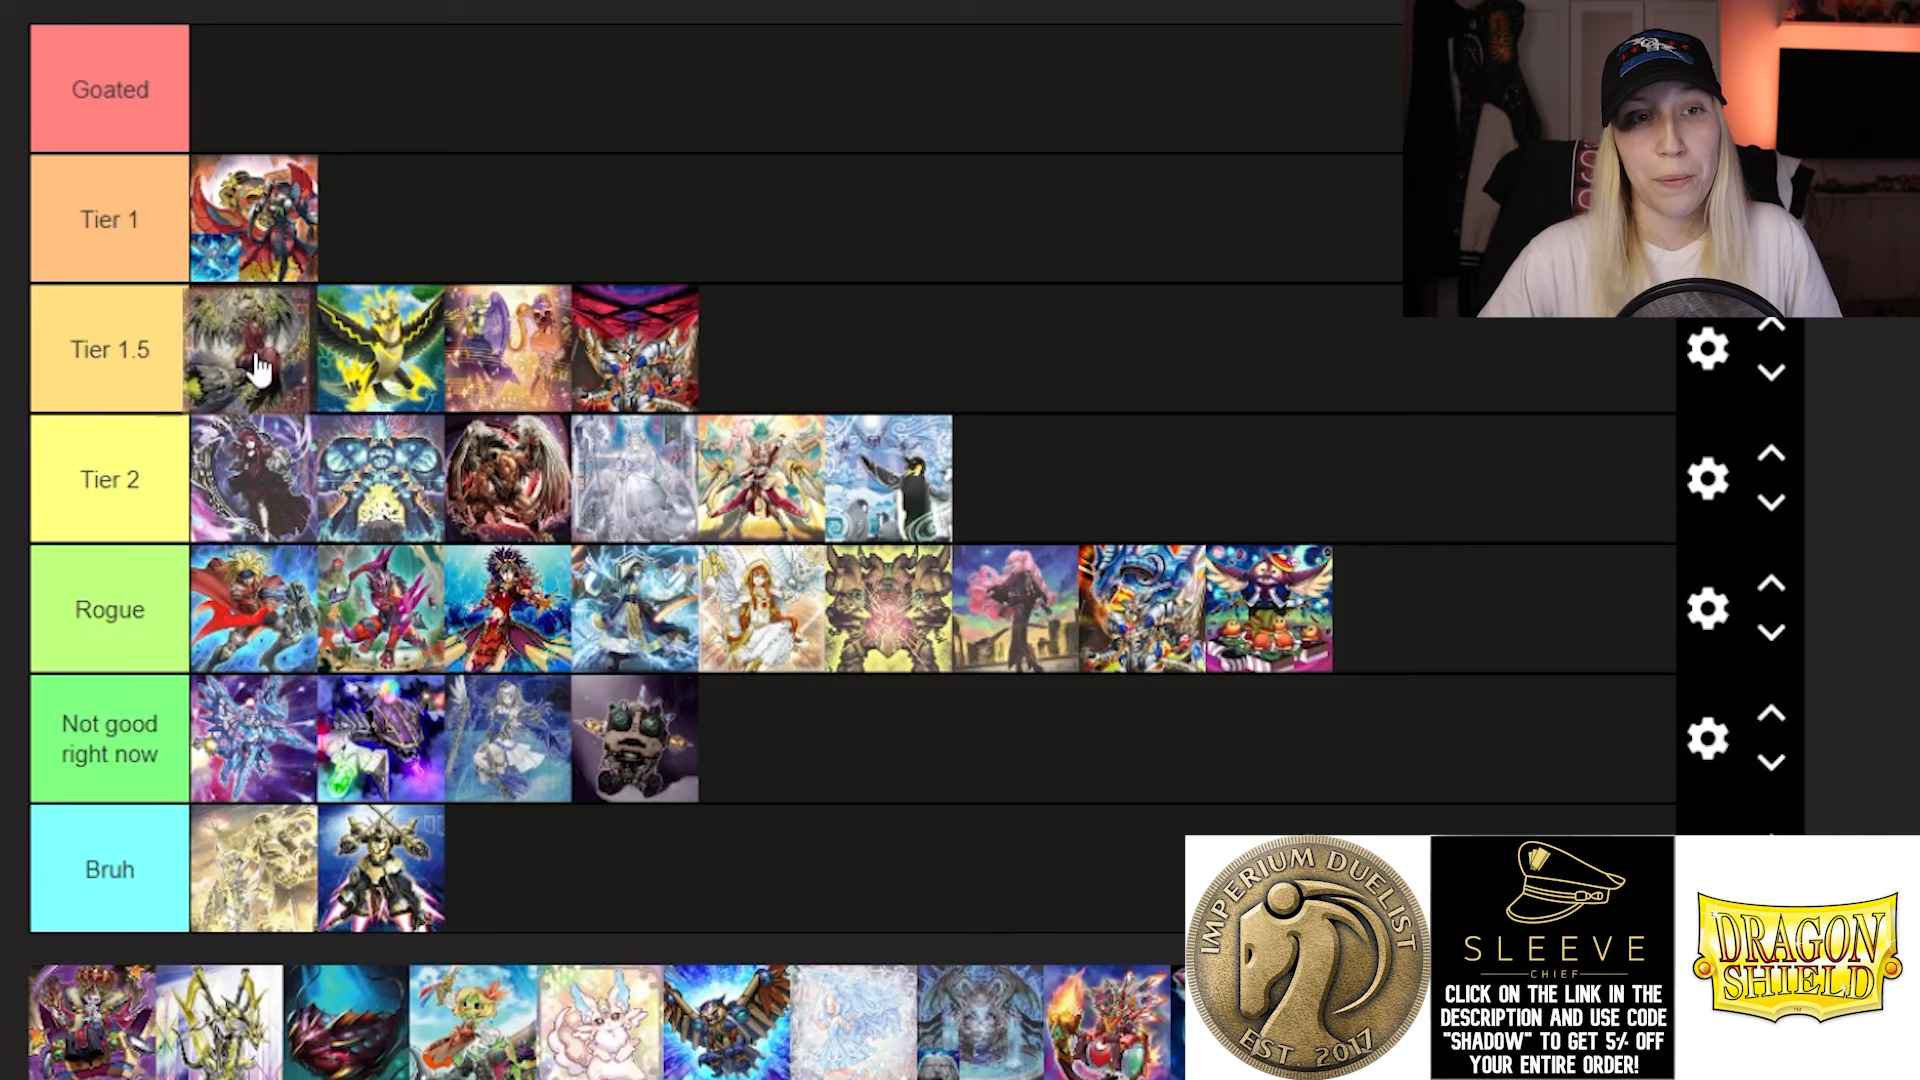 Goated
Tier 1
Tier 1.5
Tier 2
Rogue
Not good
right now
Bruh
IMPERIUM DUELIST
EST. 2017
SLEEVE
CHIEF
CLICK ON THE LINK IN THE
DESCRIPTION AND USE CODE
"SHADOW" TO GET 5% OFF
YOUR ENTIRE ORDER!
DRAGON
SHIELD
™